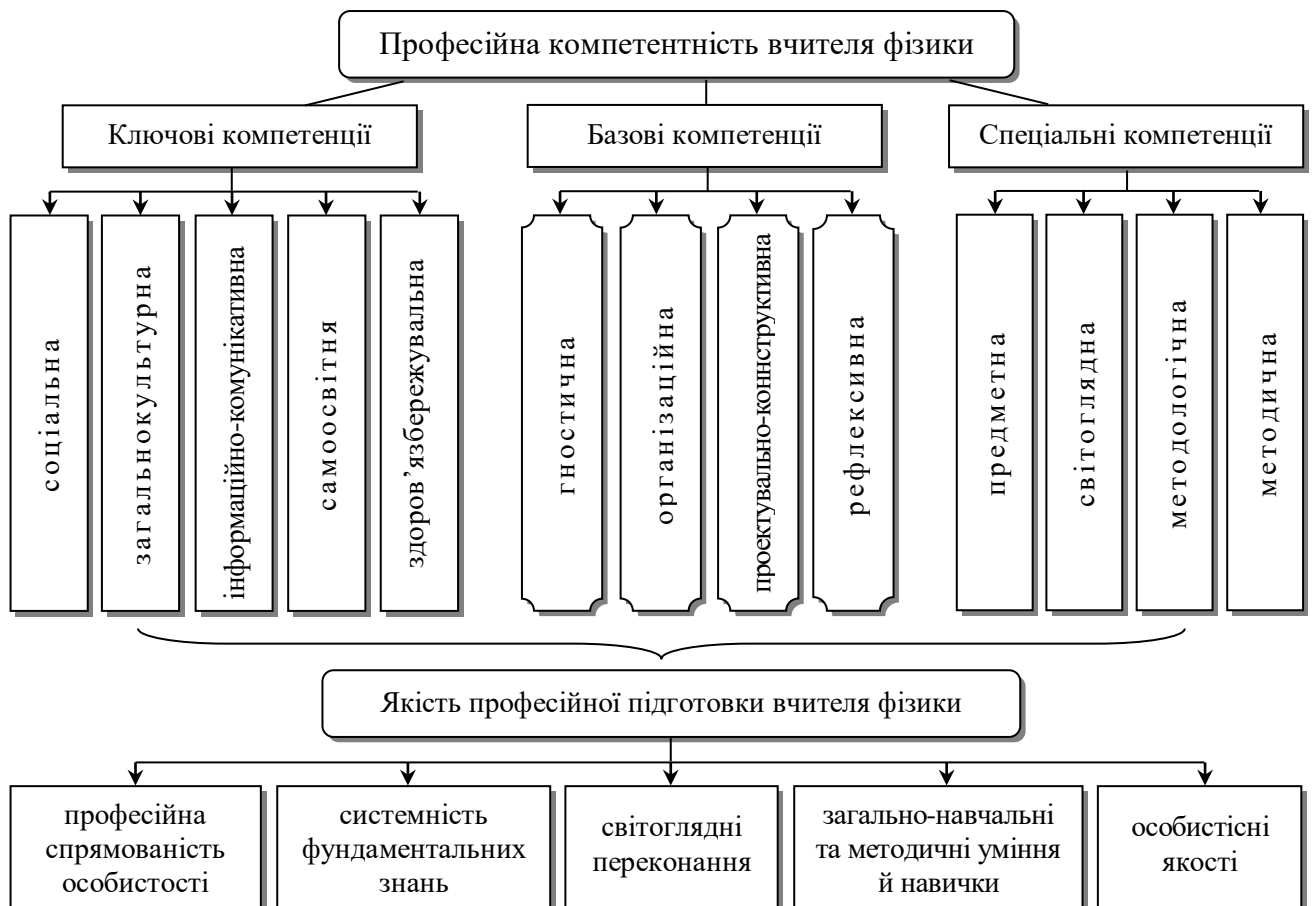 Професійна компетентність вчителя фізики
Ключові компетенції
Базові компетенції
Спеціальні компетенції
соціальна
загальнокультурна
інформаційно-комунікативна
самоосвітня
здоров’язбережувальна
гностична
організаційна
проектувально-коннструктивна
рефлексивна
предметна
світоглядна
методологічна
методична
Якість професійної підготовки вчителя фізики
професійна
спрямованість
особистості
системність
фундаментальних
знань
світоглядні
переконання
загально-навчальні
та методичні уміння
й навички
особистісні
якості